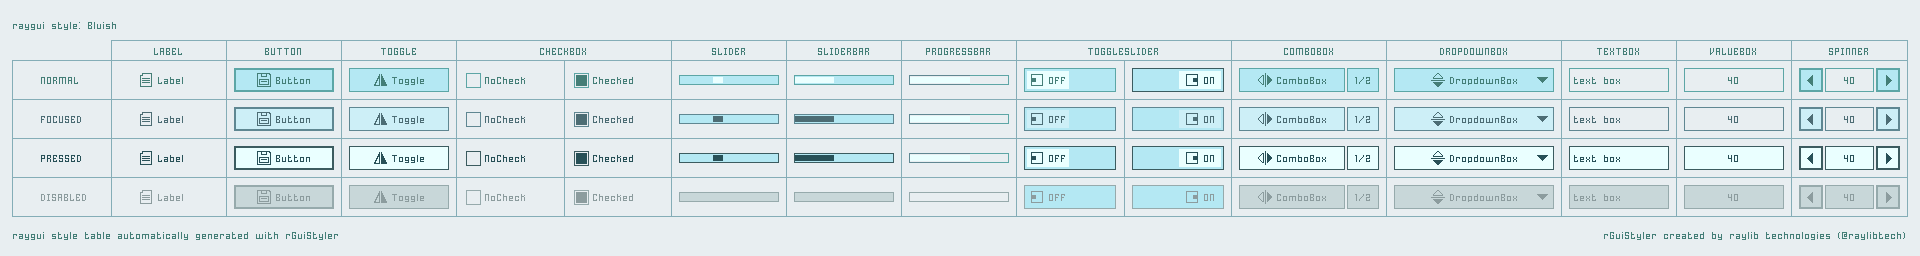 raygui style: Bluish
LABEL BUTTON TOGGLE CHECKBOX SLIDER SLIDERBAR PROGRESSBAR TOGGLESLIDER COMBOBOX DROPDOWNBOX TEXTBOX VALUEBOX SPINNER
NORMAL Label Button Toggle NoCheck Checked OFF ON ComboBox 1/2 DropdownBox text box 40 40
FOCUSED Label Button Toggle NoCheck Checked OFF ON ComboBox 1/2 DropdownBox text box 40 40
PRESSED Label Button Toggle NoCheck Checked OFF ON ComboBox 1/2 DropdownBox text box 40 40
DISABLED Label Button Toggle NoCheck Checked OFF ON ComboBox 1/2 DropdownBox text box 40 40
raygui style table automatically generated with rGuiStyler rGuiStyler created by raylib technologies (@raylibtech)